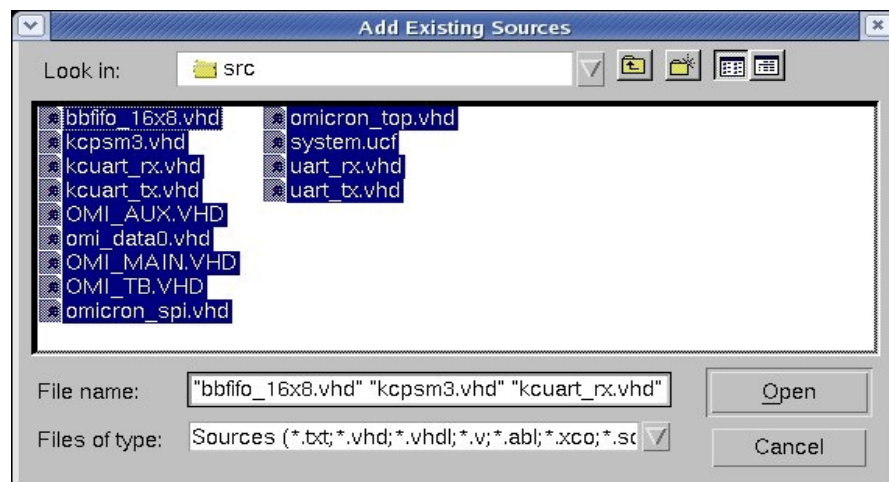 Add Existing Sources
Look in: src
bbfifo_16x8.vhd omicron_top.vhd
kcpsm3.vhd system.ucf
kcuart_rx.vhd uart_rx.vhd
kcuart_tx.vhd uart_tx.vhd
OMI_AUX.VHD
omi_data0.vhd
OMI_MAIN.VHD
OMI_TB.VHD
omicron_spi.vhd
File name: "bbfifo_16x8.vhd" "kcpsm3.vhd" "kcuart_rx.vhd" Open
Files of type: Sources (*.txt;*.vhd;*.vhdl;*.v;*.abl;*.xco;*.sc Cancel